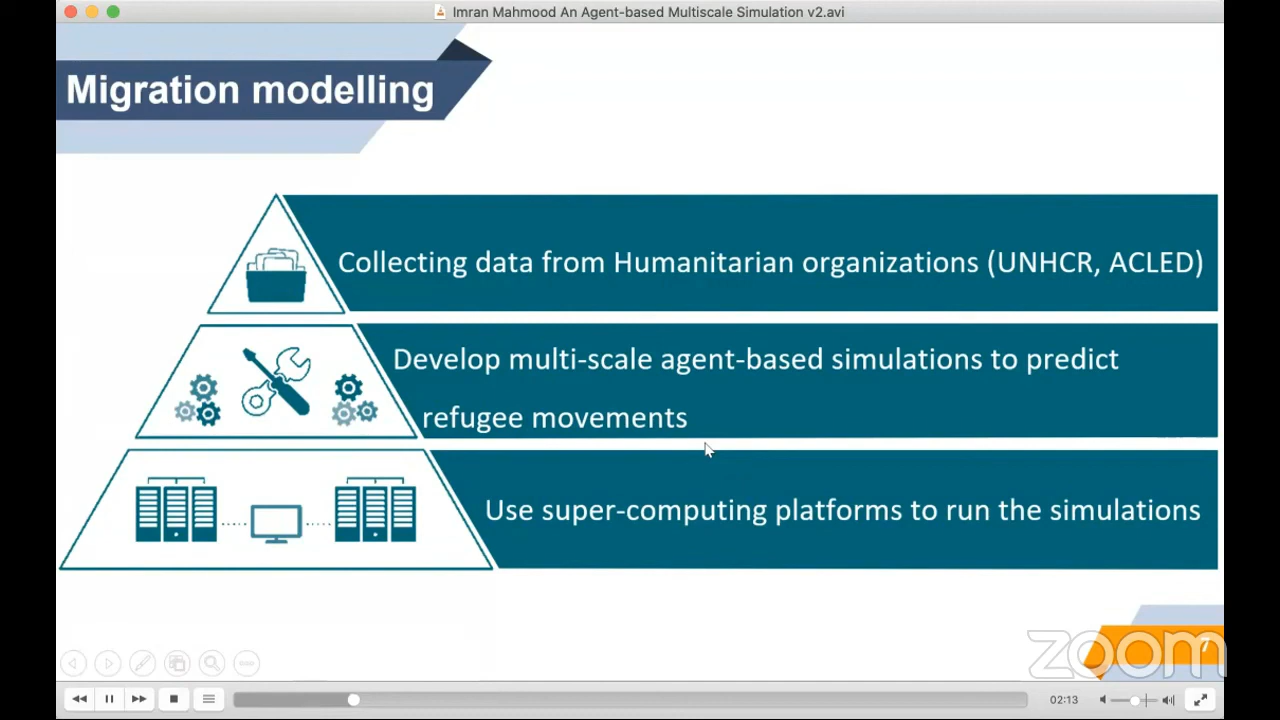 Imran Mahmood An Agent-based Multiscale Simulation v2.avi
Migration modelling
Collecting data from Humanitarian organizations (UNHCR, ACLED)
Develop multi-scale agent-based simulations to predict
refugee movements
Use super-computing platforms to run the simulations
7
zoom
02:13